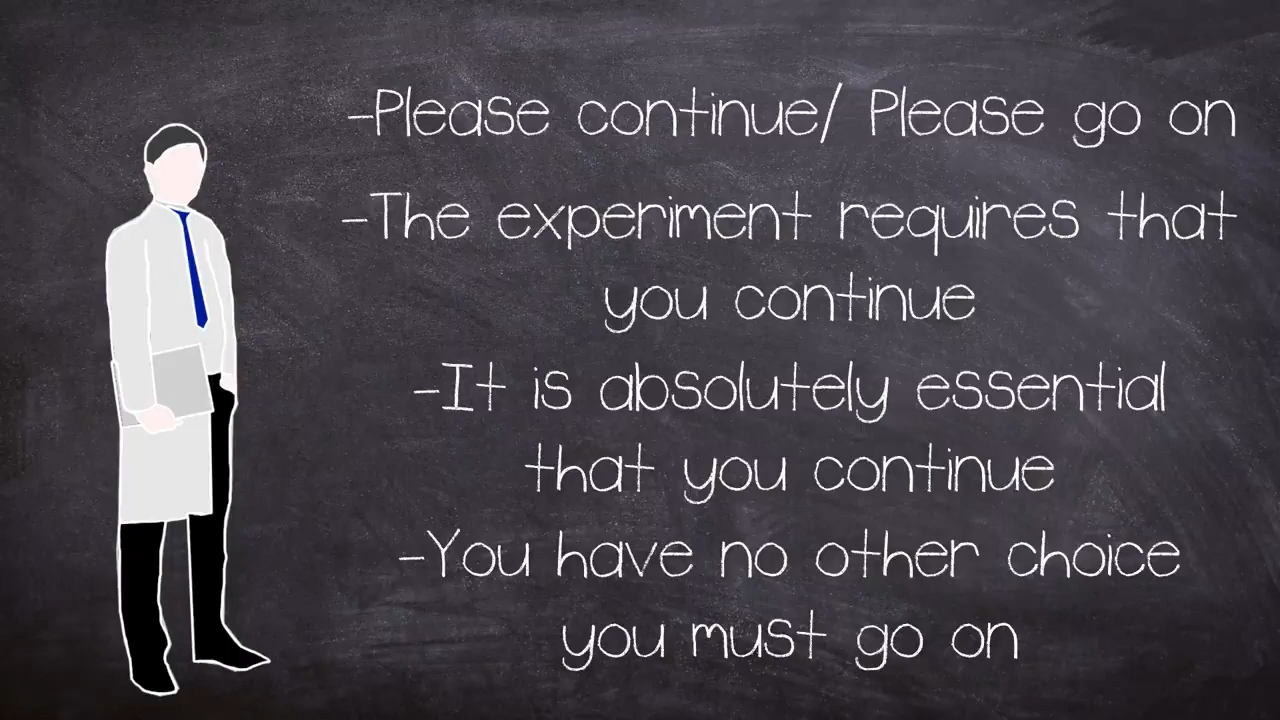 -Please continue/ Please go on
-The experiment requires that
you continue
-It is absolutely essential
that you continue
-You have no other choice
you must go on